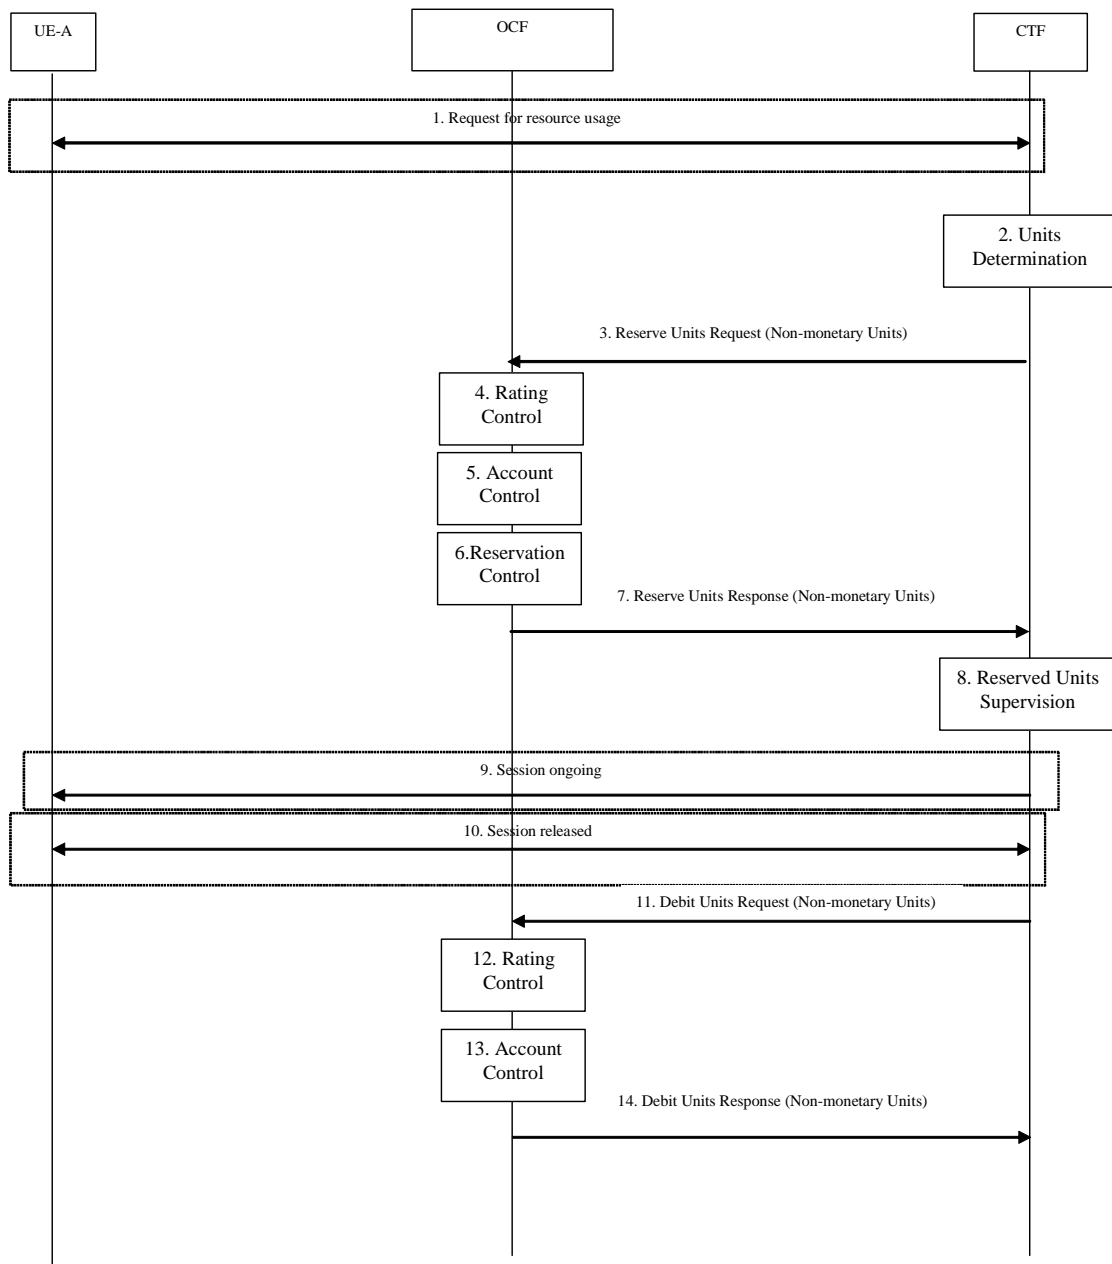 UE-A
OCF
CTF
1. Request for resource usage
2. Units
Determination
3. Reserve Units Request (Non-monetary Units)
4. Rating
Control
5. Account
Control
6.Reservation
Control
7. Reserve Units Response (Non-monetary Units)
8. Reserved Units
Supervision
9. Session ongoing
10. Session released
11. Debit Units Request (Non-monetary Units)
12. Rating
Control
13. Account
Control
14. Debit Units Response (Non-monetary Units)